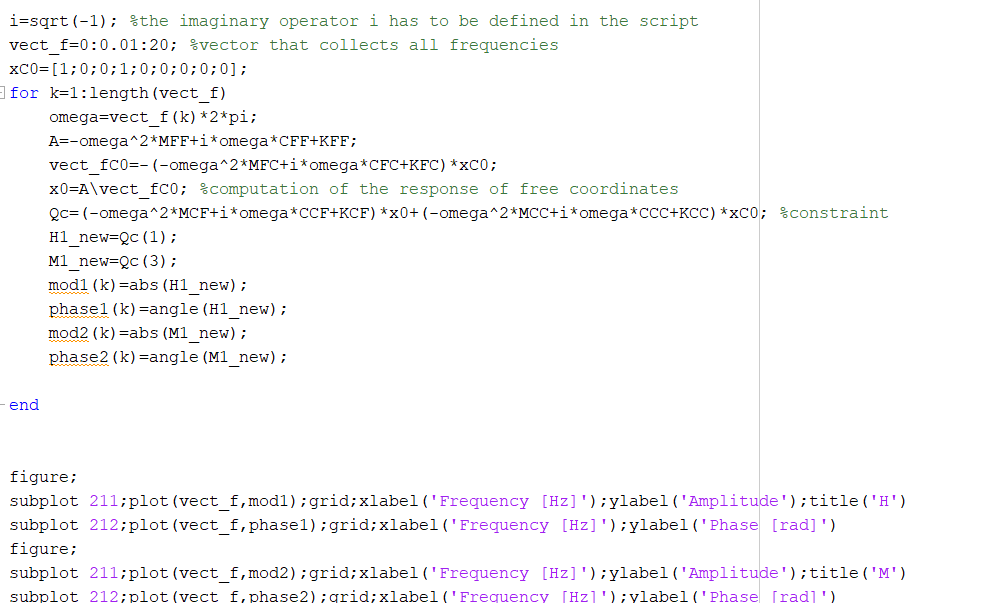 i=sqrt(-1); %the imaginary operator i has to be defined in the script
vect_f=0:0.01:20; %vector that collects all frequencies
xC0=[1;0;0;1;0;0;0;0;0];
for k=1:length(vect_f)
omega=vect_f(k)*2*pi;
A=-omega^2*MFF+i*omega*CFF+KFF;
vect_fC0=-(-omega^2*MFC+i*omega*CFC+KFC)*xC0;
x0=A\vect_fC0; %computation of the response of free coordinates
Qc=(-omega^2*MCF+i*omega*CCF+KCF)*x0+(-omega^2*MCC+i*omega*CCC+KCC)*xC0; %constraint
H1_new=Qc(1);
M1_new=Qc(3);
mod1(k)=abs(H1_new);
phase1(k)=angle(H1_new);
mod2(k)=abs(M1_new);
phase2(k)=angle(M1_new);
end
figure;
subplot 211;plot(vect_f,mod1);grid;xlabel('Frequency [Hz]');ylabel('Amplitude');title('H')
subplot 212;plot(vect_f,phase1);grid;xlabel('Frequency [Hz]');ylabel('Phase [rad]')
figure;
subplot 211;plot(vect_f,mod2);grid;xlabel('Frequency [Hz]');ylabel('Amplitude');title('M')
subplot 212;plot(vect_f,phase2);grid;xlabel('Frequency [Hz]');ylabel('Phase [rad]')